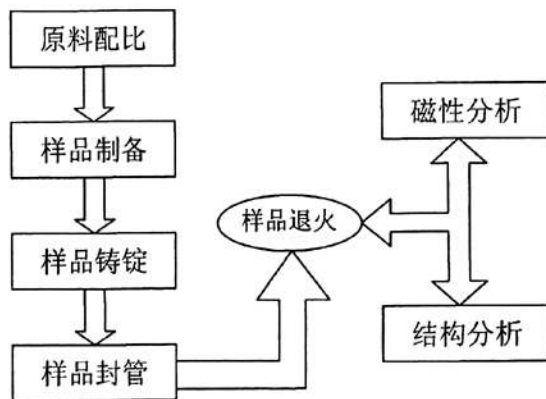 原料配比
样品制备
样品铸锭
样品封管
样品退火
磁性分析
结构分析